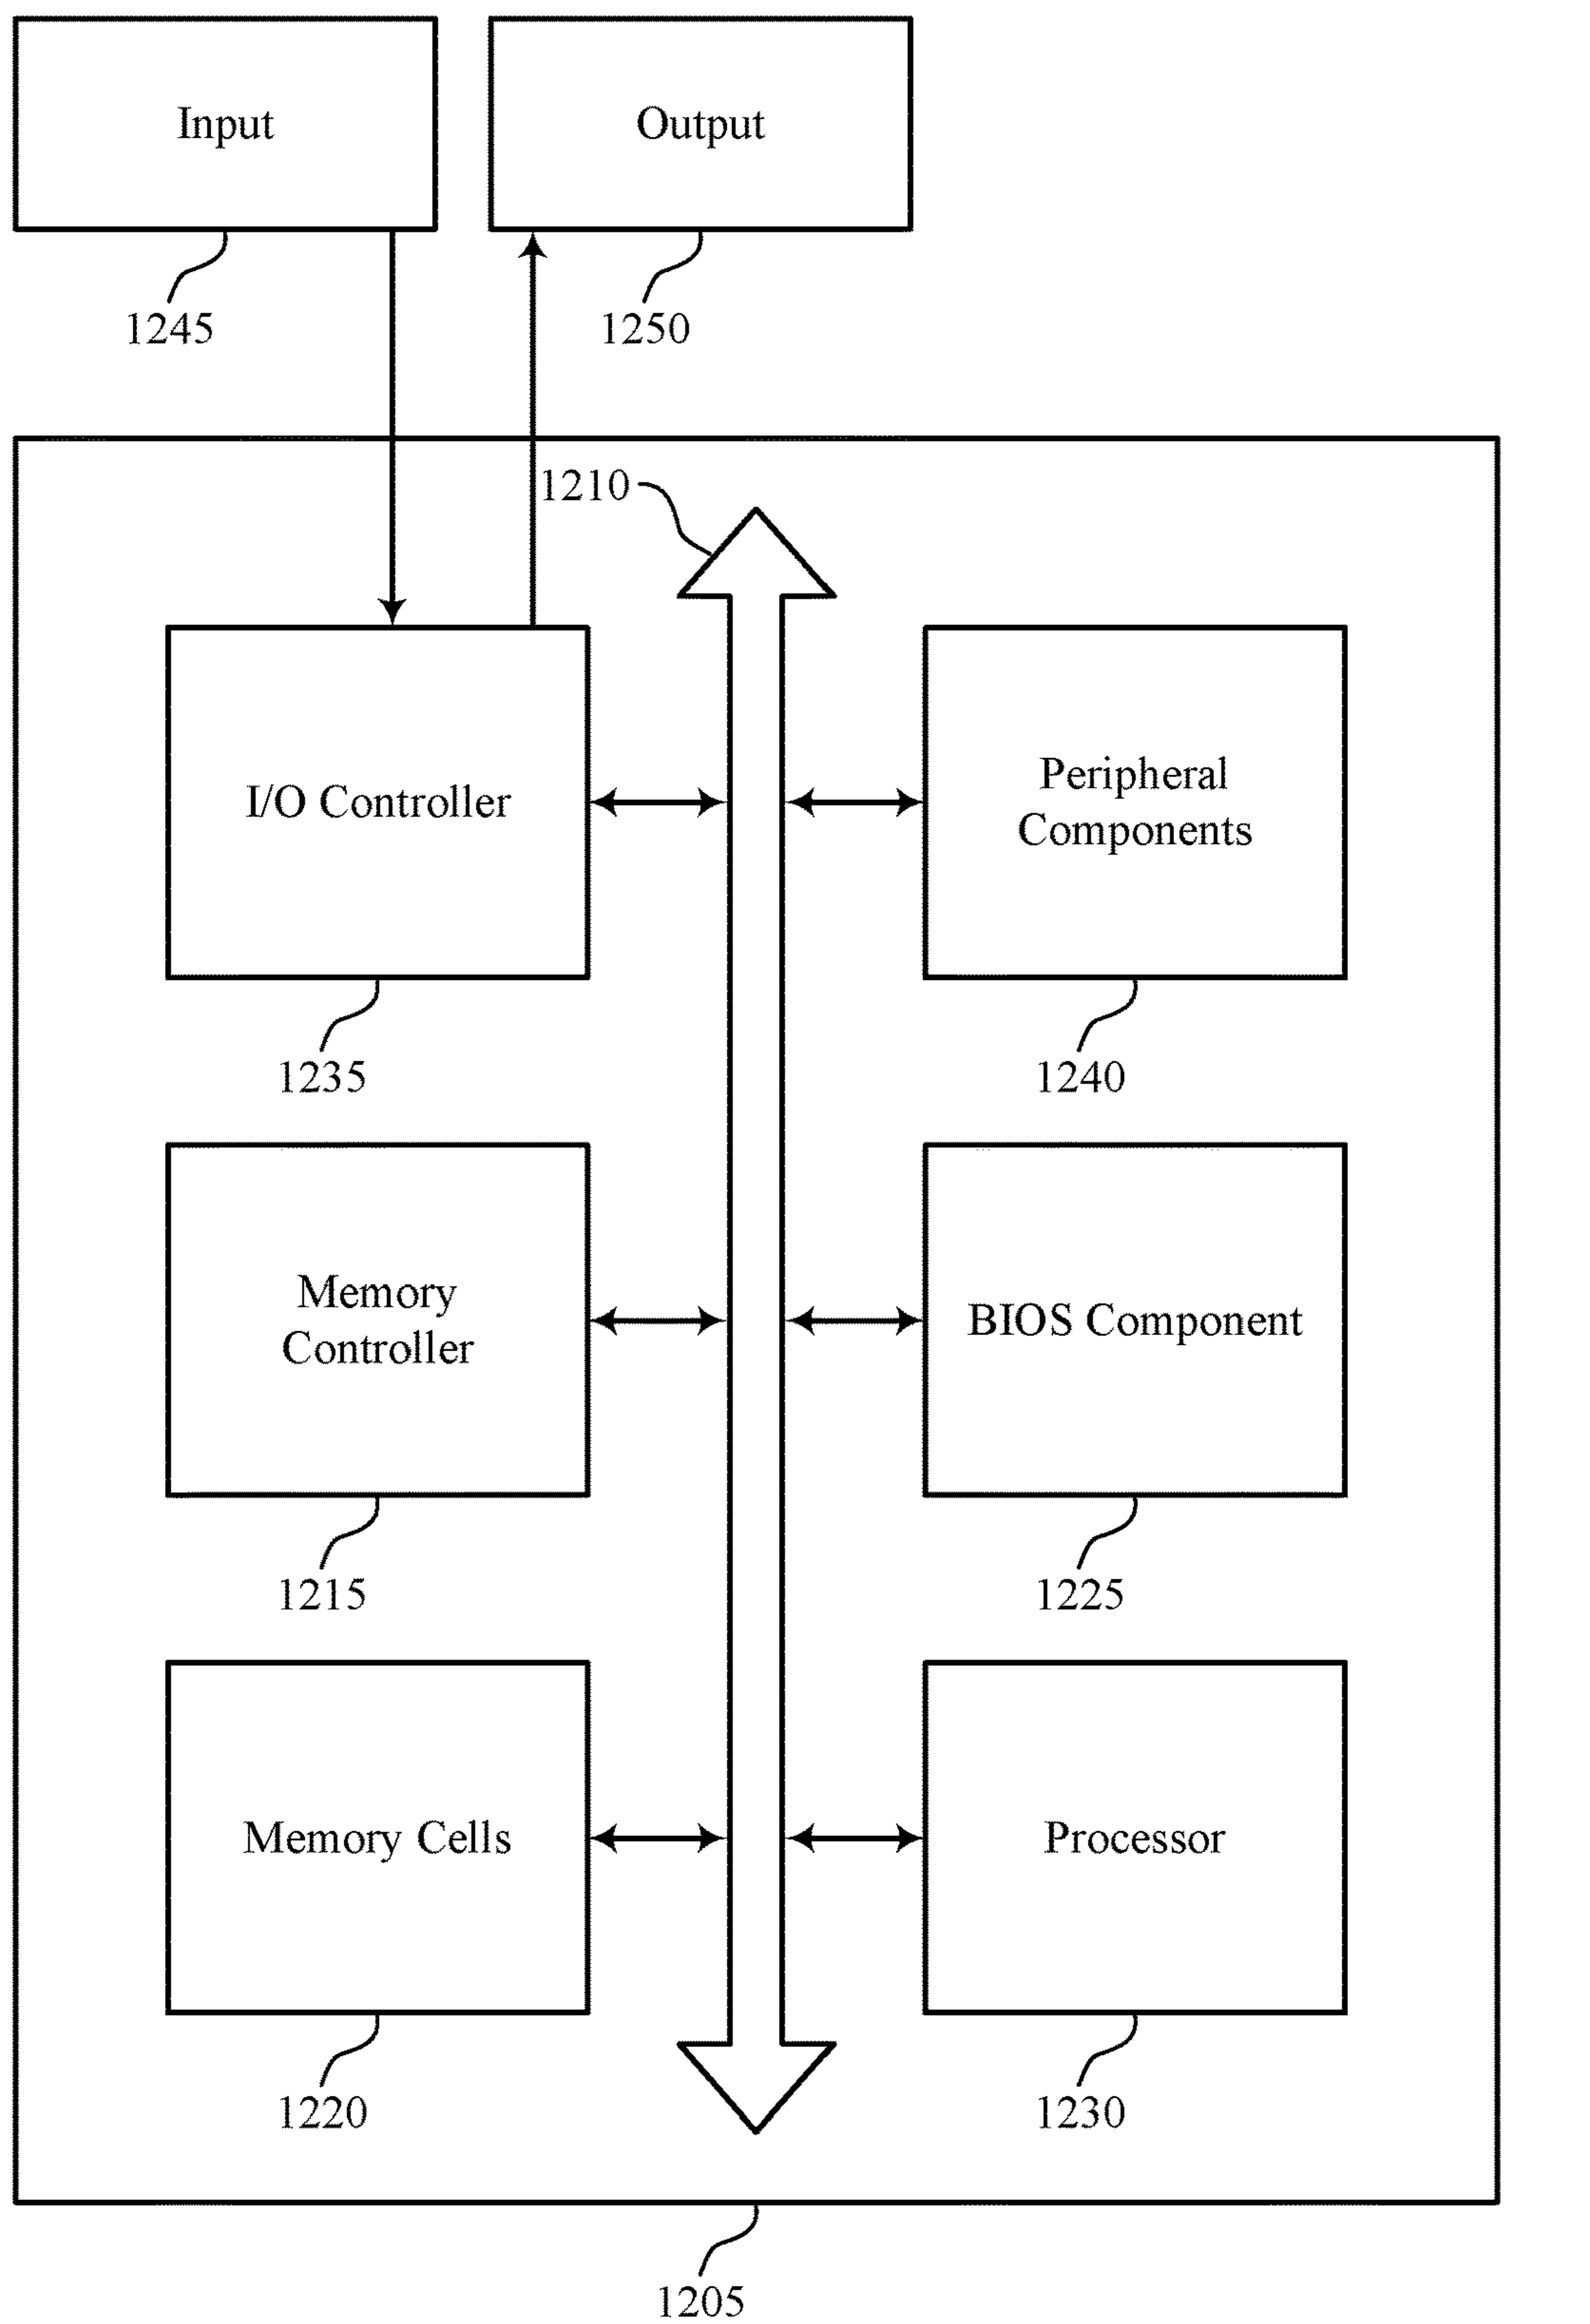 Input
Output
1245
1250
1210
I/O Controller
Peripheral
Components
1235
1240
Memory
Controller
BIOS Component
1215
1225
Memory Cells
Processor
1220
1230
1205